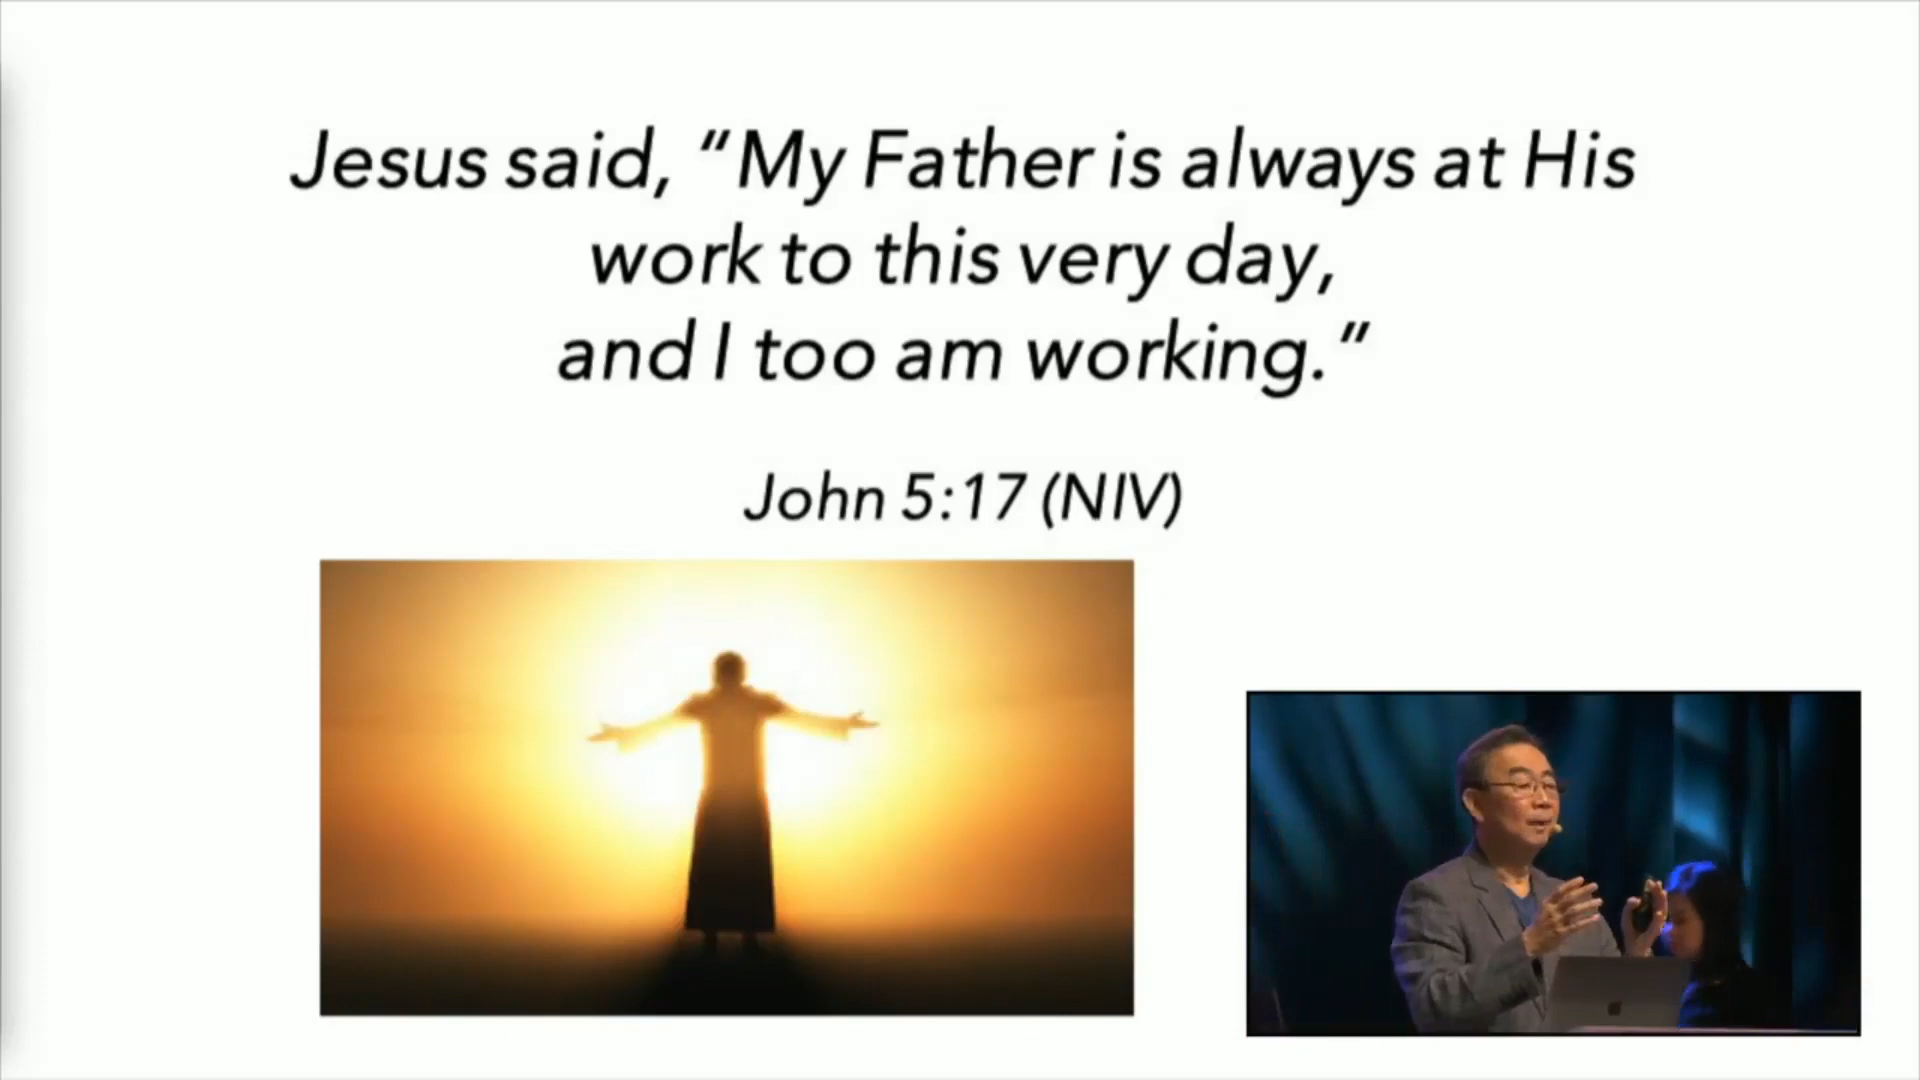 Jesus said, “My Father is always at His
work to this very day,
and I too am working.”
John 5:17 (NIV)